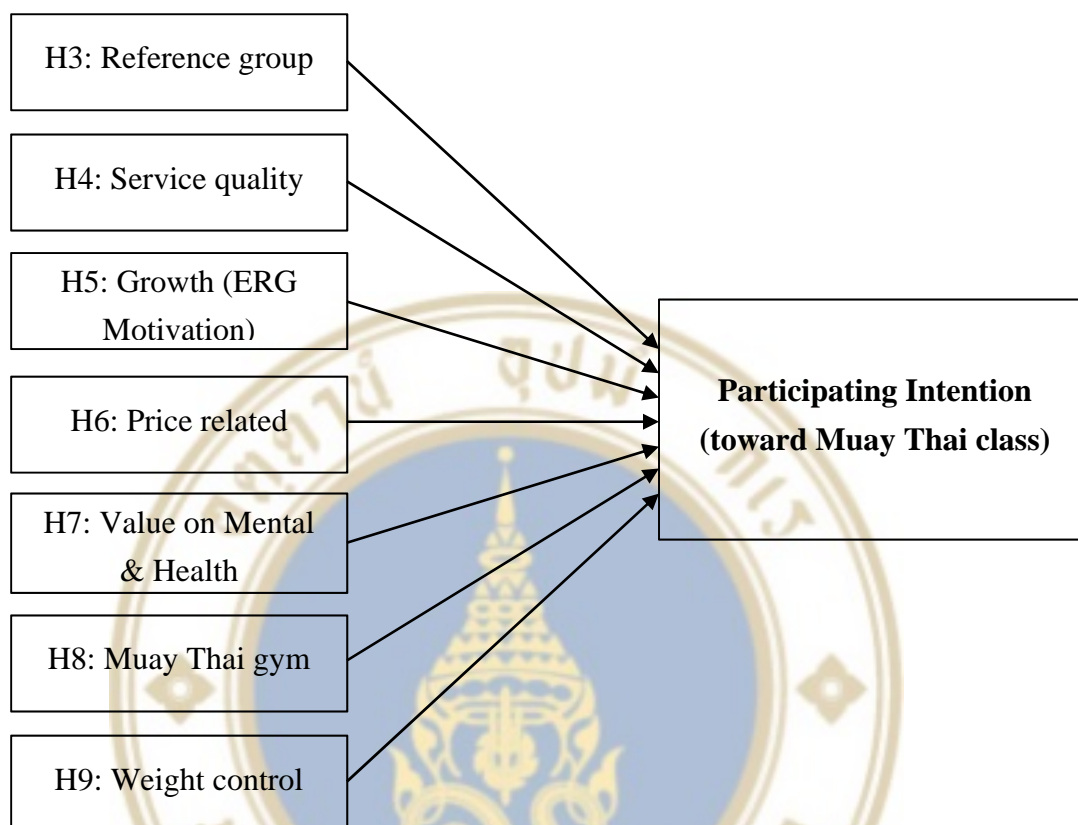 H3: Reference group
H4: Service quality
H5: Growth (ERG
Motivation)
H6: Price related
H7: Value on Mental
& Health
H8: Muay Thai gym
H9: Weight control
Participating Intention
(toward Muay Thai class)